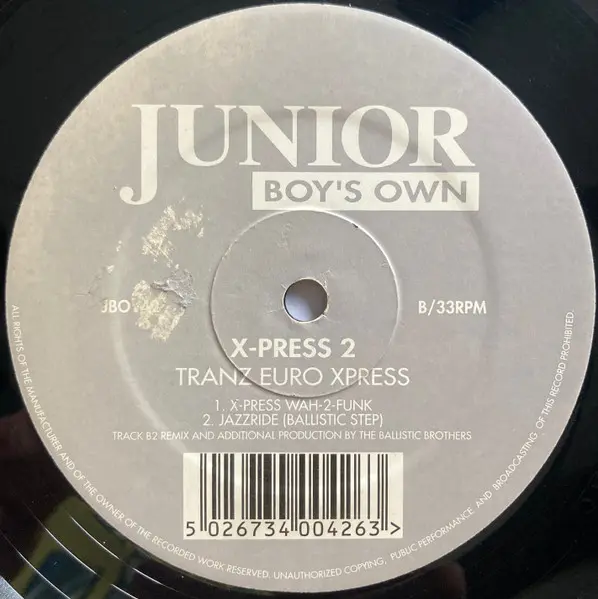 JUNIOR
BOY'S OWN
JBO
B/33RPM
X-PRESS 2
TRANZ EURO XPRESS
1. X-PRESS WAH-2-FUNK
2. JAZZRIDE (BALLISTIC STEP)
TRACK B2 REMIX AND ADDITIONAL PRODUCTION BY THE BALLISTIC BROTHERS
5 026734 004263 >
ALL RIGHTS OF THE MANUFACTURER AND OF THE OWNER OF THE RECORDED WORK RESERVED. UNAUTHORIZED COPYING, PUBLIC PERFORMANCE AND BROADCASTING OF THIS RECORD PROHIBITED.